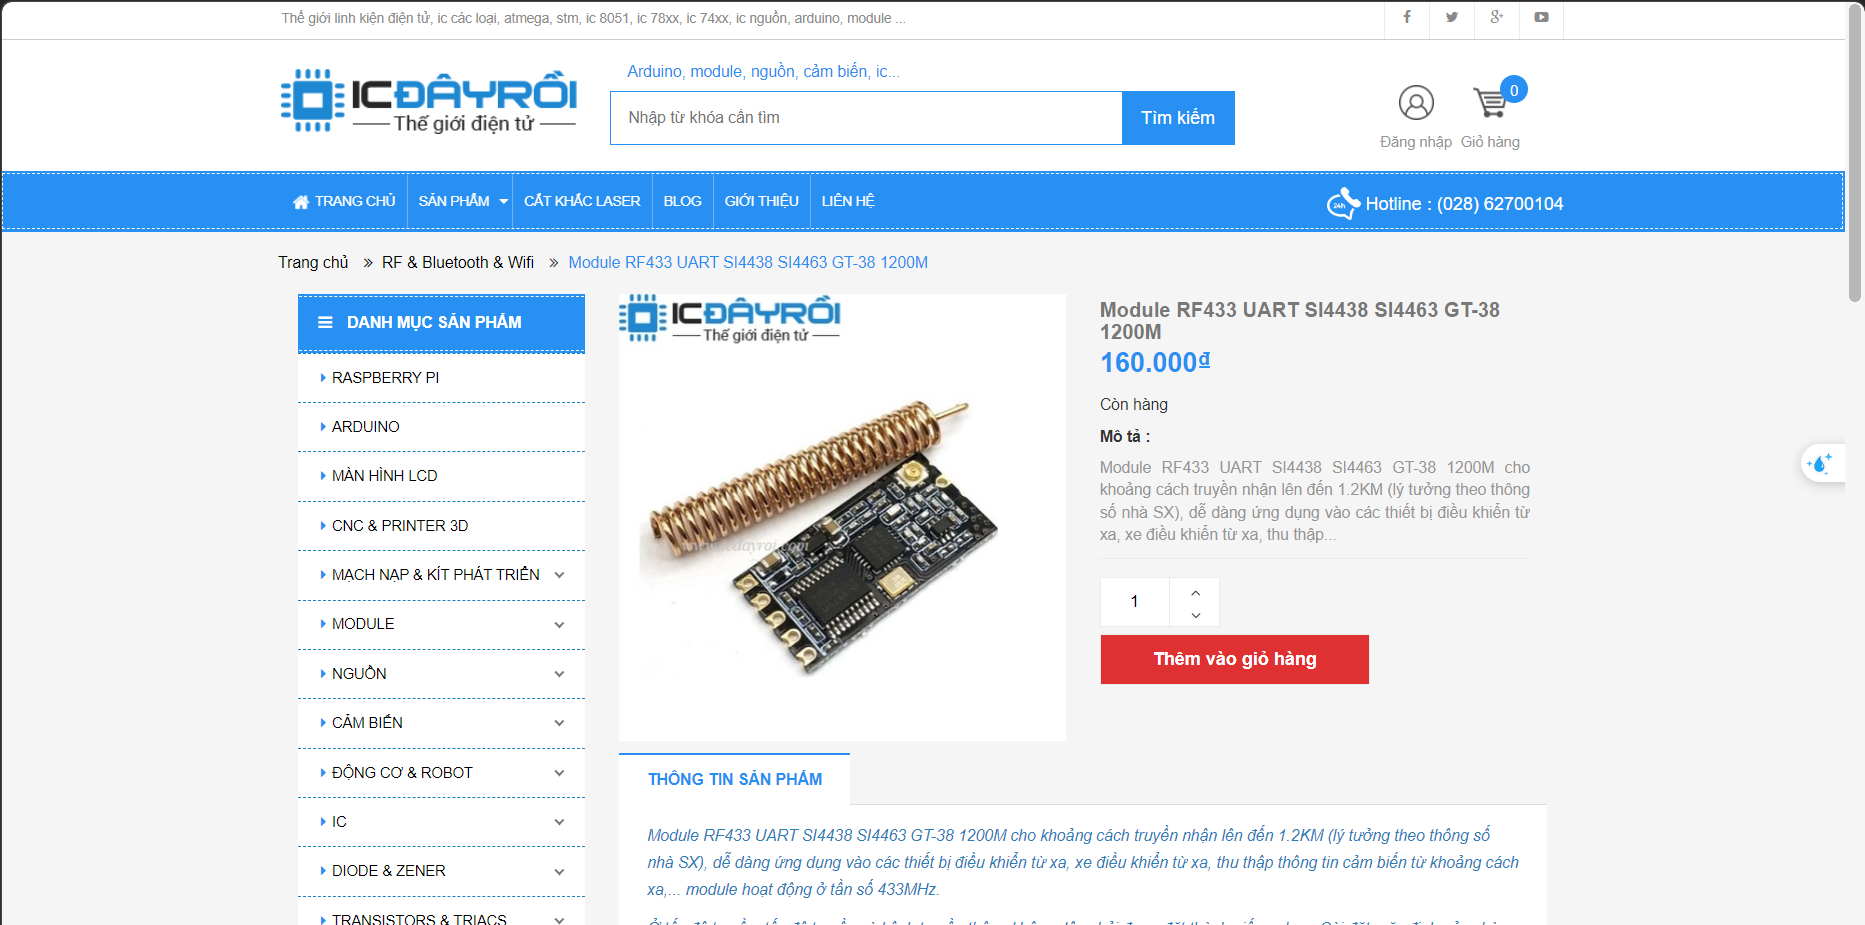 Thế giới linh kiện điện tử, ic các loại, atmega, stm, ic 8051, ic 78xx, ic 74xx, ic nguồn, arduino, module ...
ICĐÂYRỒI
Thế giới điện tử
Arduino, module, nguồn, cảm biến, ic...
Nhập từ khóa cần tìm
Tìm kiếm
0
Đăng nhập
Giỏ hàng
TRANG CHỦ
SẢN PHẨM
CẮT KHẮC LASER
BLOG
GIỚI THIỆU
LIÊN HỆ
24h
Hotline : (028) 62700104
Trang chủ » RF & Bluetooth & Wifi » Module RF433 UART SI4438 SI4463 GT-38 1200M
DANH MỤC SẢN PHẨM
RASPBERRY PI
ARDUINO
MÀN HÌNH LCD
CNC & PRINTER 3D
MẠCH NẠP & KÍT PHÁT TRIỂN
MODULE
NGUỒN
CẢM BIẾN
ĐỘNG CƠ & ROBOT
IC
DIODE & ZENER
TRANSISTORS & TRIACS
ICĐÂYRỒI
Thế giới điện tử
Module RF433 UART SI4438 SI4463 GT-38
1200M
160.000₫
Còn hàng
Mô tả :
Module RF433 UART SI4438 SI4463 GT-38 1200M cho
khoảng cách truyền nhận lên đến 1.2KM (lý tưởng theo thông
số nhà SX), dễ dàng ứng dụng vào các thiết bị điều khiển từ
xa, xe điều khiển từ xa, thu thập...
1
Thêm vào giỏ hàng
THÔNG TIN SẢN PHẨM
Module RF433 UART SI4438 SI4463 GT-38 1200M cho khoảng cách truyền nhận lên đến 1.2KM (lý tưởng theo thông số
nhà SX), dễ dàng ứng dụng vào các thiết bị điều khiển từ xa, xe điều khiển từ xa, thu thập thông tin cảm biến từ khoảng cách
xa,... module hoạt động ở tần số 433MHz.